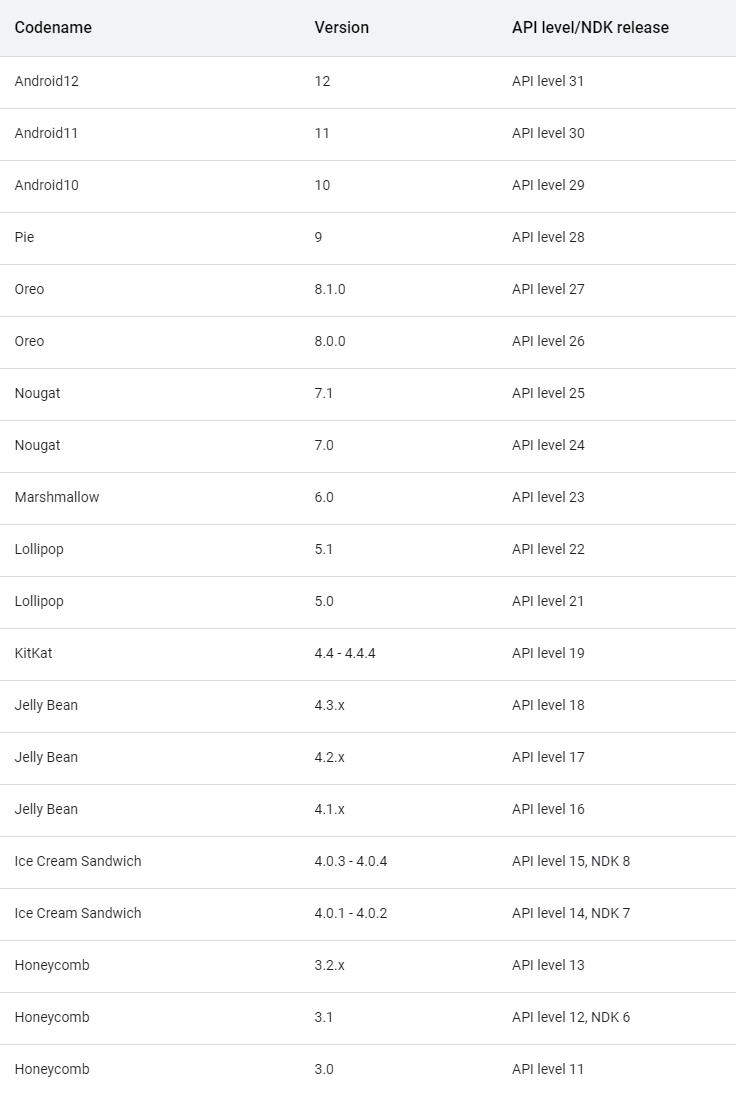 Codename Version API level/NDK release
Android12 12 API level 31
Android11 11 API level 30
Android10 10 API level 29
Pie 9 API level 28
Oreo 8.1.0 API level 27
Oreo 8.0.0 API level 26
Nougat 7.1 API level 25
Nougat 7.0 API level 24
Marshmallow 6.0 API level 23
Lollipop 5.1 API level 22
Lollipop 5.0 API level 21
KitKat 4.4 - 4.4.4 API level 19
Jelly Bean 4.3.x API level 18
Jelly Bean 4.2.x API level 17
Jelly Bean 4.1.x API level 16
Ice Cream Sandwich 4.0.3 - 4.0.4 API level 15, NDK 8
Ice Cream Sandwich 4.0.1 - 4.0.2 API level 14, NDK 7
Honeycomb 3.2.x API level 13
Honeycomb 3.1 API level 12, NDK 6
Honeycomb 3.0 API level 11